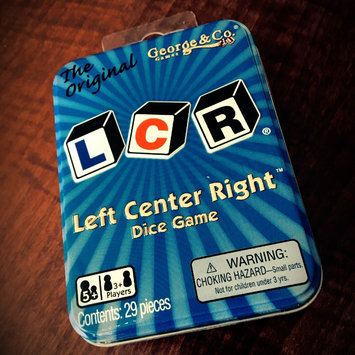 The
Original
George & Co.
Games
LCR®
Left Center Right™
Dice Game
5+
3+
Players
Contents: 29 pieces
WARNING:
CHOKING HAZARD—Small parts.
Not for children under 3 yrs.